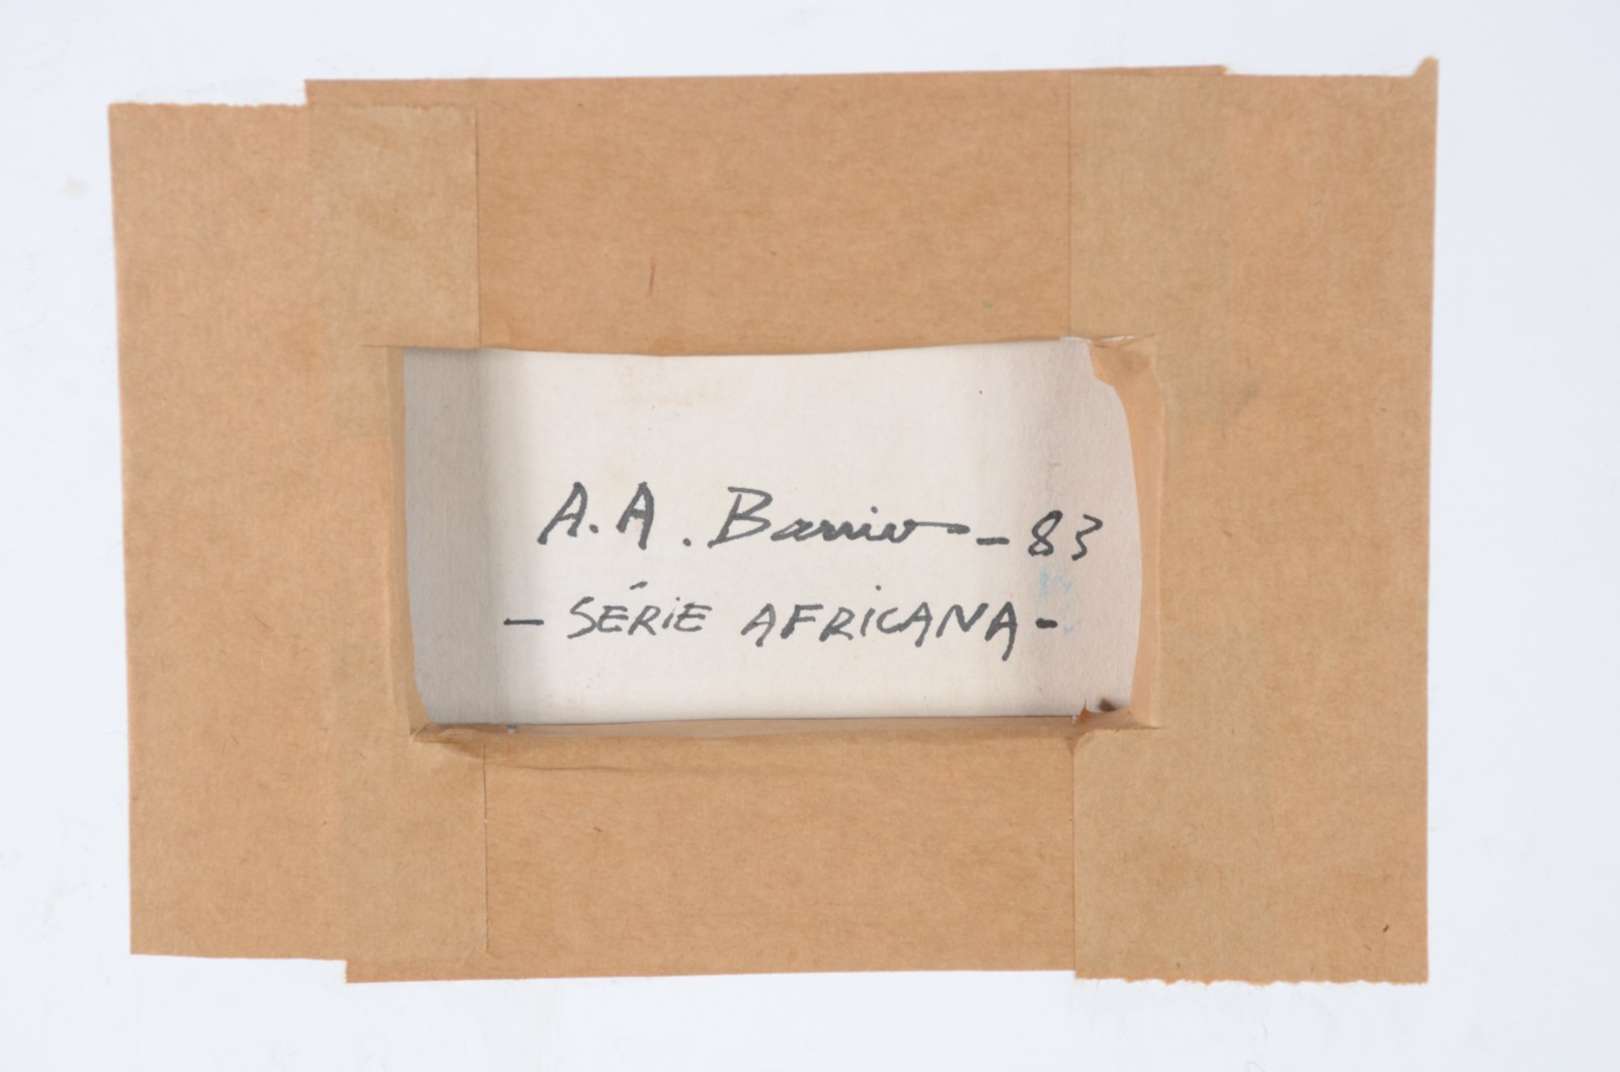 A.A. Barrio - 83
- SÉRIE AFRICANA -